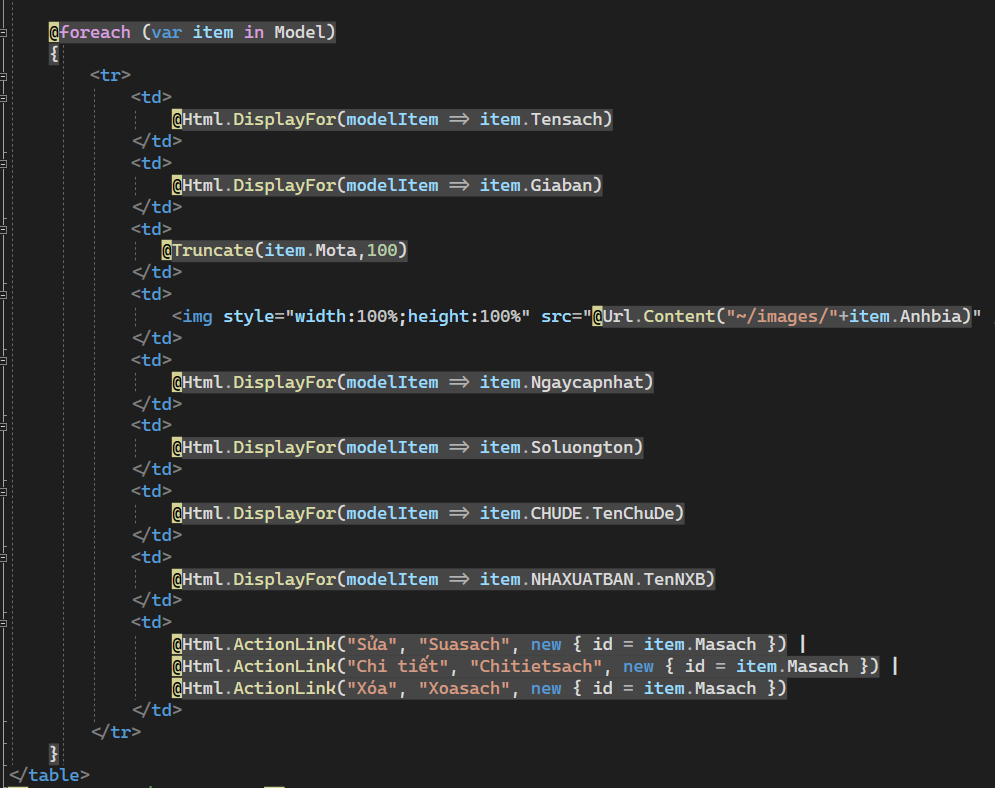 @foreach (var item in Model)
{
<tr>
<td>
@Html.DisplayFor(modelItem => item.Tensach)
</td>
<td>
@Html.DisplayFor(modelItem => item.Giaban)
</td>
<td>
@Truncate(item.Mota,100)
</td>
<td>
<img style="width:100%;height:100%" src="@Url.Content("~/images/"+item.Anhbia)"
</td>
<td>
@Html.DisplayFor(modelItem => item.Ngaycapnhat)
</td>
<td>
@Html.DisplayFor(modelItem => item.Soluongton)
</td>
<td>
@Html.DisplayFor(modelItem => item.CHUDE.TenChuDe)
</td>
<td>
@Html.DisplayFor(modelItem => item.NHAXUATBAN.TenNXB)
</td>
<td>
@Html.ActionLink("Sửa", "Suasach", new { id = item.Masach }) |
@Html.ActionLink("Chi tiết", "Chitietsach", new { id = item.Masach }) |
@Html.ActionLink("Xóa", "Xoasach", new { id = item.Masach })
</td>
</tr>
}
</table>